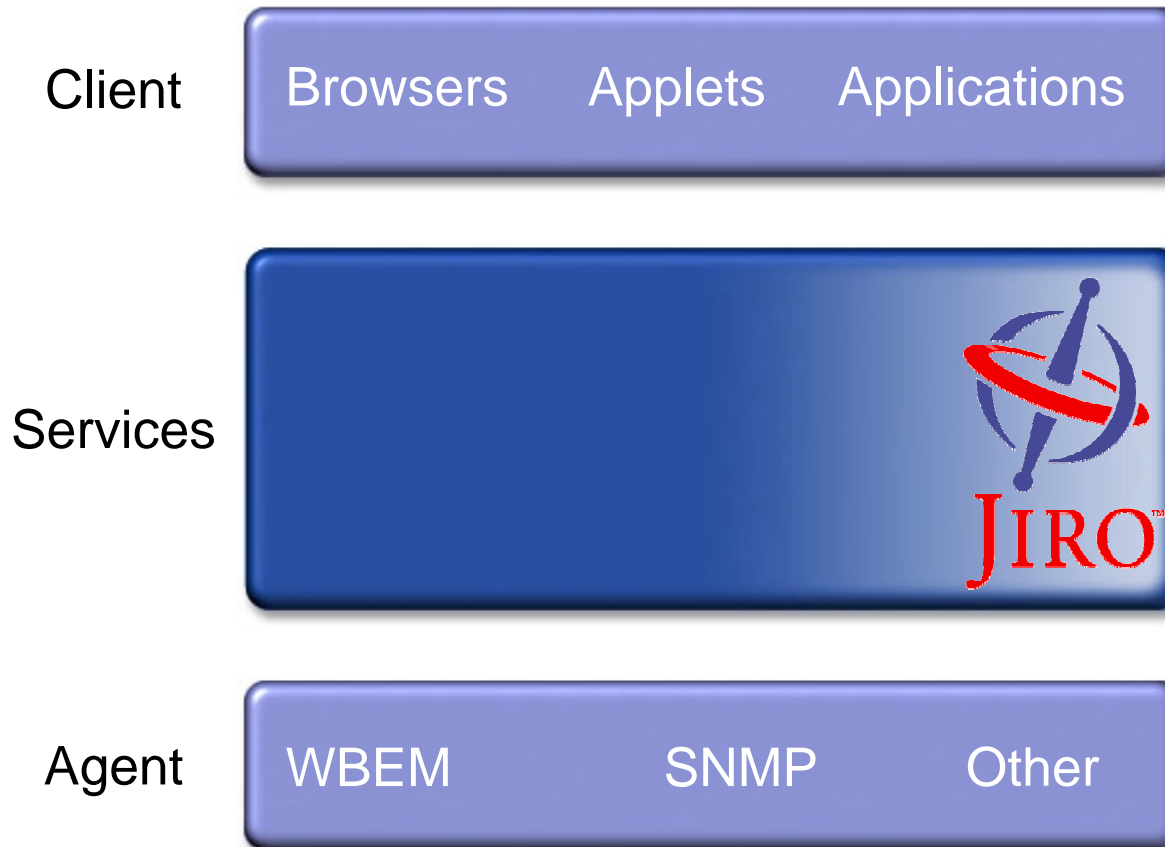 Client
Browsers Applets Applications
Services
JIRO™
Agent
WBEM SNMP Other